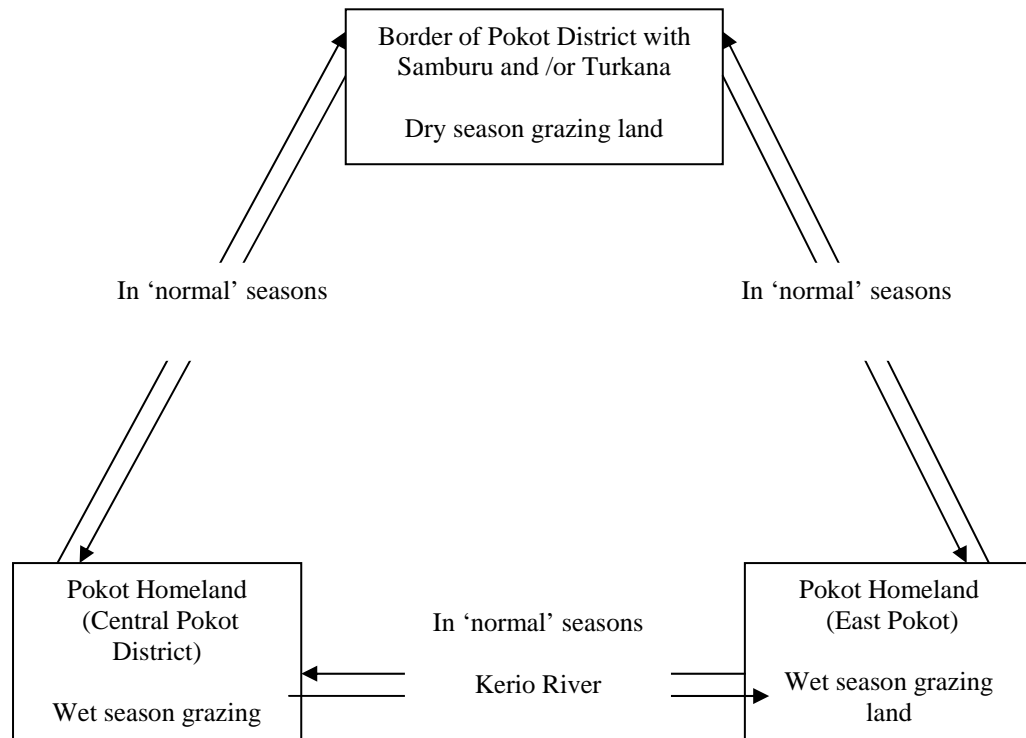 Border of Pokot District with
Samburu and /or Turkana
Dry season grazing land
In ‘normal’ seasons
In ‘normal’ seasons
Pokot Homeland
(Central Pokot
District)
Wet season grazing
In ‘normal’ seasons
Kerio River
Pokot Homeland
(East Pokot)
Wet season grazing
land